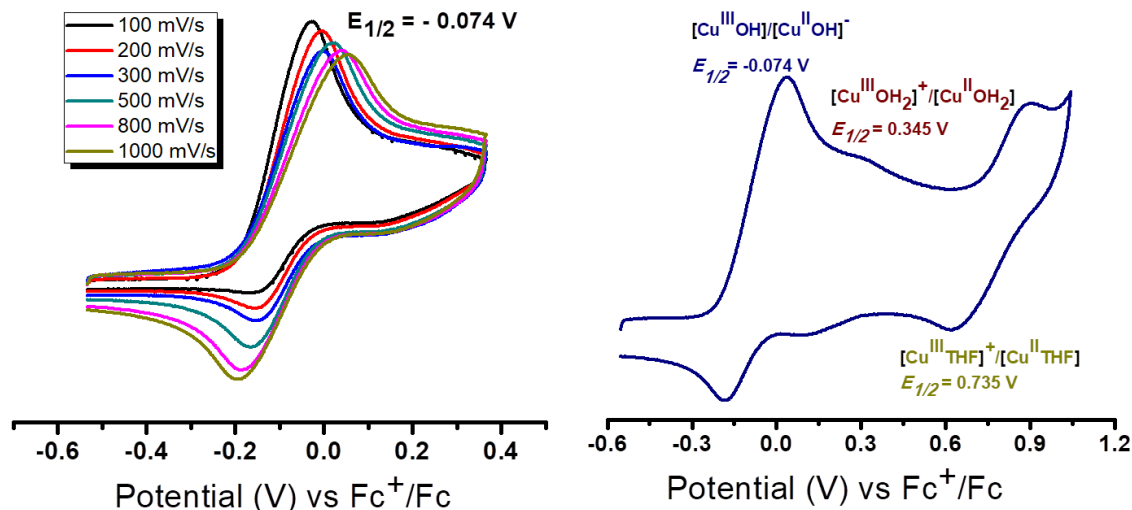 100 mV/s
200 mV/s
300 mV/s
500 mV/s
800 mV/s
1000 mV/s
E1/2 = - 0.074 V
-0.6 -0.4 -0.2 0.0 0.2 0.4
Potential (V) vs Fc+/Fc
[CuIIIOH]/[CuIIOH]-
E1/2 = -0.074 V
[CuIIIOH2]+/[CuIIOH2]
E1/2 = 0.345 V
[CuIIITHF]+/[CuIITHF]
E1/2 = 0.735 V
-0.6 -0.3 0.0 0.3 0.6 0.9 1.2
Potential (V) vs Fc+/Fc